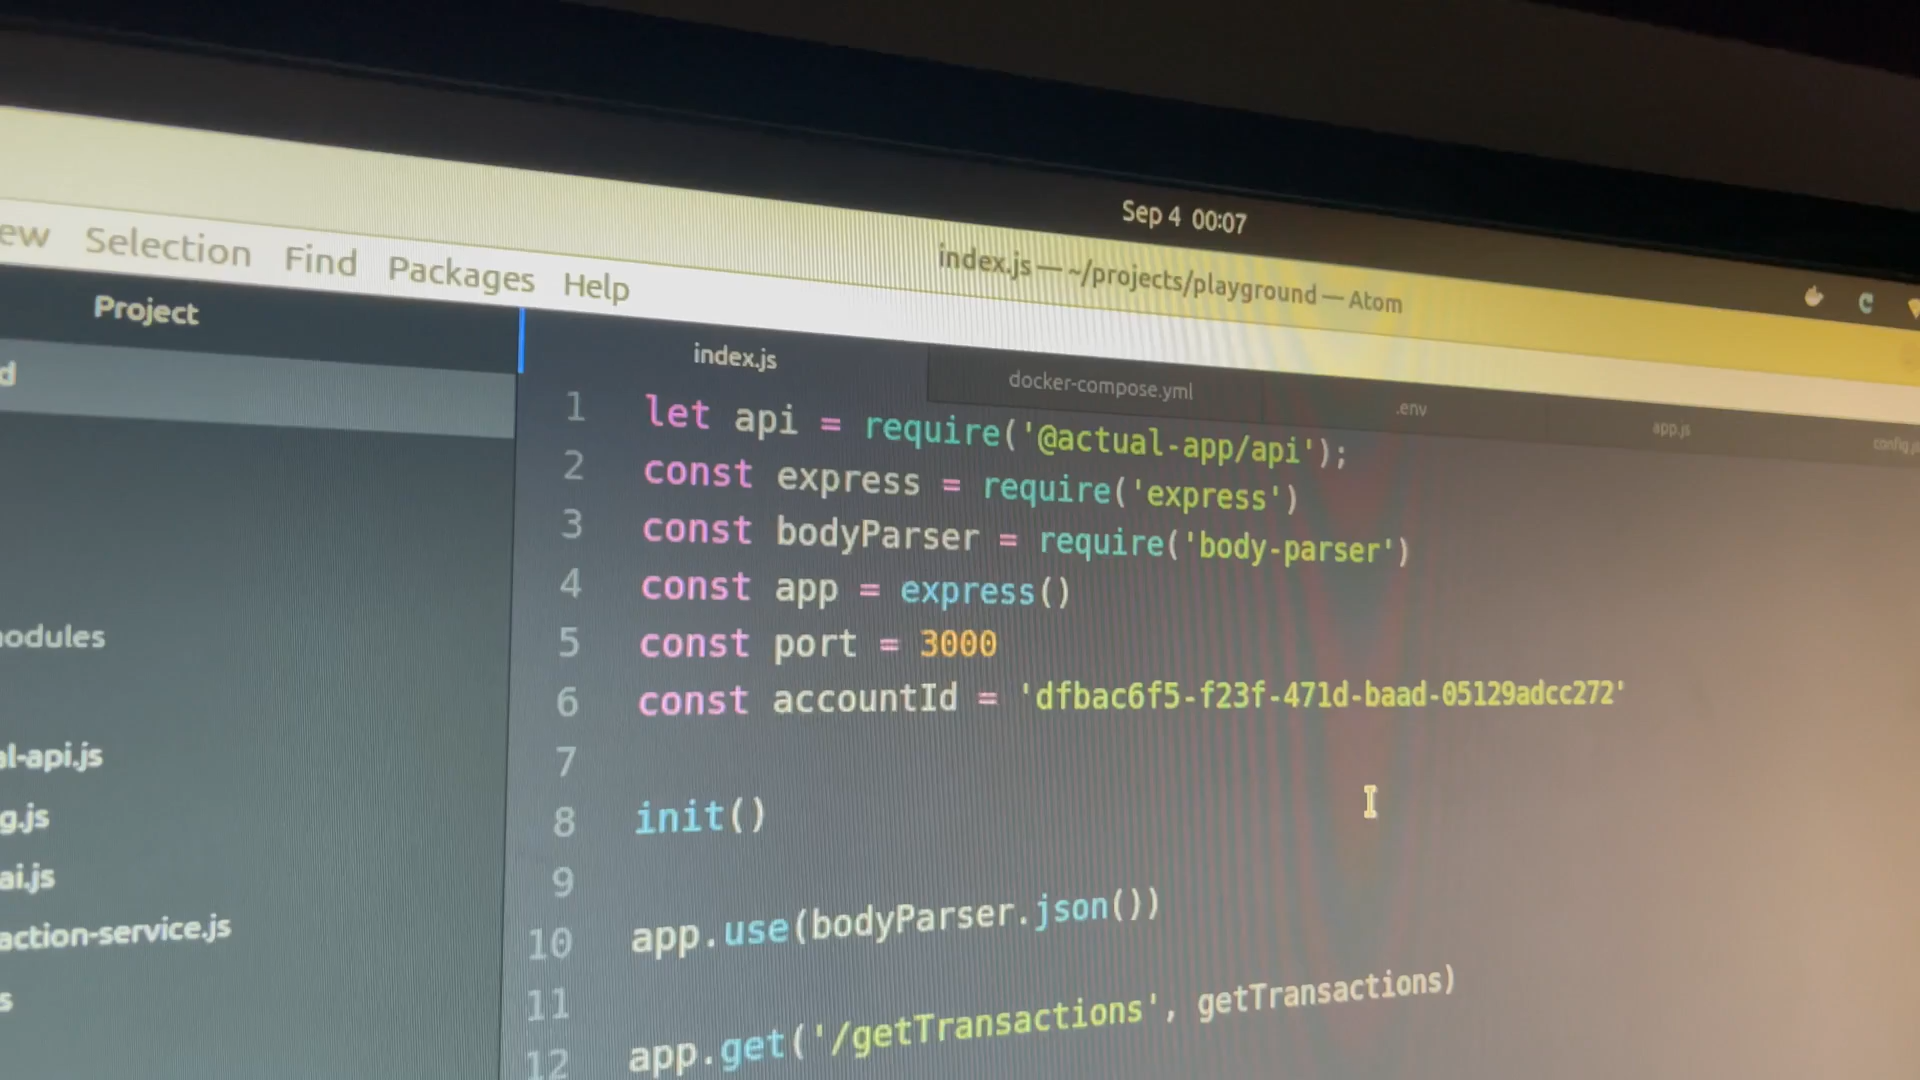 Sep 4 00:07
index.js — ~/projects/playground — Atom
ew Selection Find Packages Help
Project
d
odules
al-api.js
g.js
ai.js
action-service.js
s
index.js
docker-compose.yml
.env
app.js
config.j
1 let api = require('@actual-app/api');
2 const express = require('express')
3 const bodyParser = require('body-parser')
4 const app = express()
5 const port = 3000
6 const accountId = 'dfbac6f5-f23f-471d-baad-05129adcc272'
7
8 init()
9
10 app.use(bodyParser.json())
11
12 app.get('/getTransactions', getTransactions)